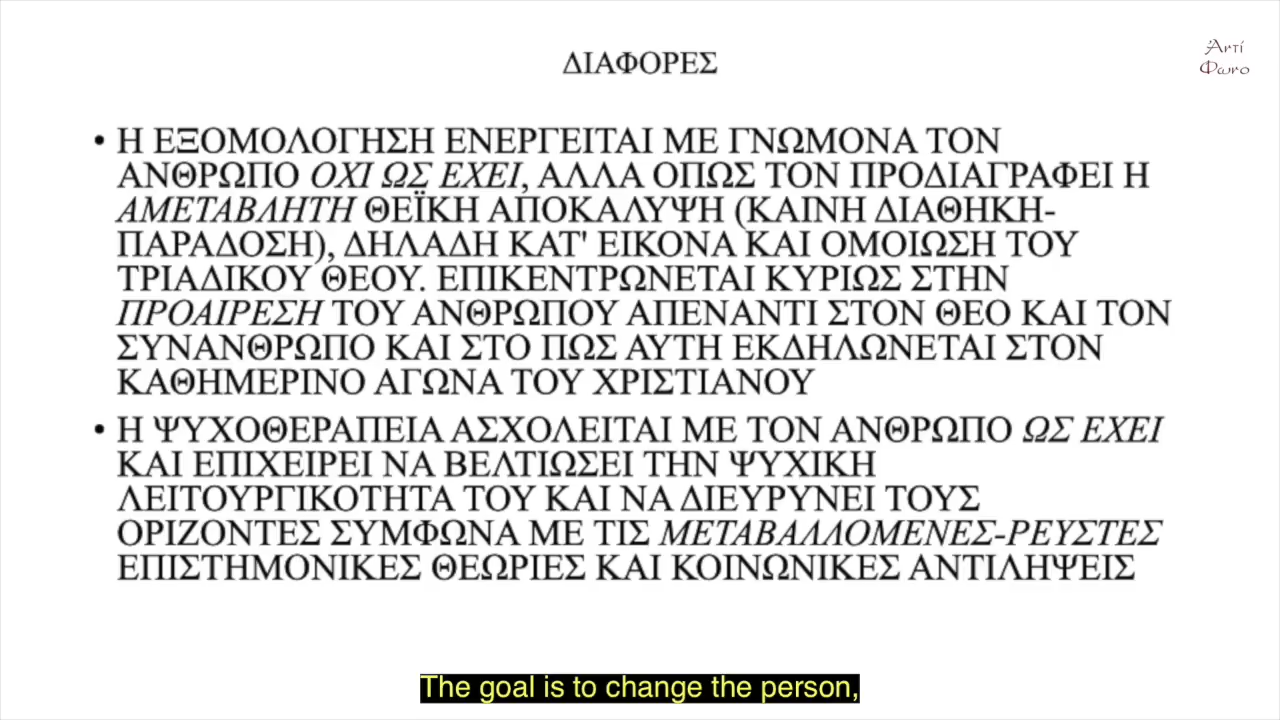 Ἀντί
Φωνο
ΔΙΑΦΟΡΕΣ
• Η ΕΞΟΜΟΛΟΓΗΣΗ ΕΝΕΡΓΕΙΤΑΙ ΜΕ ΓΝΩΜΟΝΑ ΤΟΝ
ΑΝΘΡΩΠΟ ΟΧΙ ΩΣ ΕΧΕΙ, ΑΛΛΑ ΟΠΩΣ ΤΟΝ ΠΡΟΔΙΑΓΡΑΦΕΙ Η
ΑΜΕΤΑΒΛΗΤΗ ΘΕΪΚΗ ΑΠΟΚΑΛΥΨΗ (ΚΑΙΝΗ ΔΙΑΘΗΚΗ-
ΠΑΡΑΔΟΣΗ), ΔΗΛΑΔΗ ΚΑΤ' ΕΙΚΟΝΑ ΚΑΙ ΟΜΟΙΩΣΗ ΤΟΥ
ΤΡΙΑΔΙΚΟΥ ΘΕΟΥ. ΕΠΙΚΕΝΤΡΩΝΕΤΑΙ ΚΥΡΙΩΣ ΣΤΗΝ
ΠΡΟΑΙΡΕΣΗ ΤΟΥ ΑΝΘΡΩΠΟΥ ΑΠΕΝΑΝΤΙ ΣΤΟΝ ΘΕΟ ΚΑΙ ΤΟΝ
ΣΥΝΑΝΘΡΩΠΟ ΚΑΙ ΣΤΟ ΠΩΣ ΑΥΤΗ ΕΚΔΗΛΩΝΕΤΑΙ ΣΤΟΝ
ΚΑΘΗΜΕΡΙΝΟ ΑΓΩΝΑ ΤΟΥ ΧΡΙΣΤΙΑΝΟΥ
• Η ΨΥΧΟΘΕΡΑΠΕΙΑ ΑΣΧΟΛΕΙΤΑΙ ΜΕ ΤΟΝ ΑΝΘΡΩΠΟ ΩΣ ΕΧΕΙ
ΚΑΙ ΕΠΙΧΕΙΡΕΙ ΝΑ ΒΕΛΤΙΩΣΕΙ ΤΗΝ ΨΥΧΙΚΗ
ΛΕΙΤΟΥΡΓΙΚΟΤΗΤΑ ΤΟΥ ΚΑΙ ΝΑ ΔΙΕΥΡΥΝΕΙ ΤΟΥΣ
ΟΡΙΖΟΝΤΕΣ ΣΥΜΦΩΝΑ ΜΕ ΤΙΣ ΜΕΤΑΒΑΛΛΟΜΕΝΕΣ-ΡΕΥΣΤΕΣ
ΕΠΙΣΤΗΜΟΝΙΚΕΣ ΘΕΩΡΙΕΣ ΚΑΙ ΚΟΙΝΩΝΙΚΕΣ ΑΝΤΙΛΗΨΕΙΣ
The goal is to change the person,